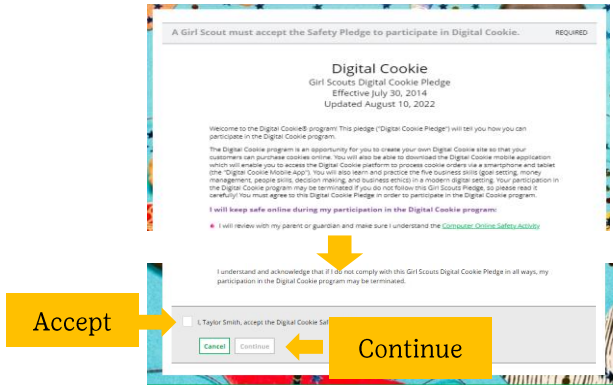 A Girl Scout must accept the Safety Pledge to participate in Digital Cookie. REQUIRED
Digital Cookie
Girl Scouts Digital Cookie Pledge
Effective July 30, 2014
Updated August 10, 2022
Welcome to the Digital Cookie® program! This pledge ("Digital Cookie Pledge") will tell you how you can
participate in the Digital Cookie program.
The Digital Cookie program is an opportunity for you to create your own Digital Cookie site so that your
customers can purchase cookies online. You will also be able to download the Digital Cookie mobile application
which will enable you to access the Digital Cookie platform to process cookie orders via a smartphone and tablet
(the "Digital Cookie Mobile App"). You will also learn and practice the five business skills (goal setting, money
management, people skills, decision making, and business ethics) in a modern digital setting. Your participation in
the Digital Cookie program may be terminated if you do not follow this Girl Scouts Pledge, so please read it
carefully! You must agree to this Digital Cookie Pledge in order to participate in the Digital Cookie program.
I will keep safe online during my participation in the Digital Cookie program:
I will review with my parent or guardian and make sure I understand the Computer Online Safety Activity
I understand and acknowledge that if I do not comply with this Girl Scouts Digital Cookie Pledge in all ways, my
participation in the Digital Cookie program may be terminated.
Accept
I, Taylor Smith, accept the Digital Cookie Saf
Cancel Continue
Continue